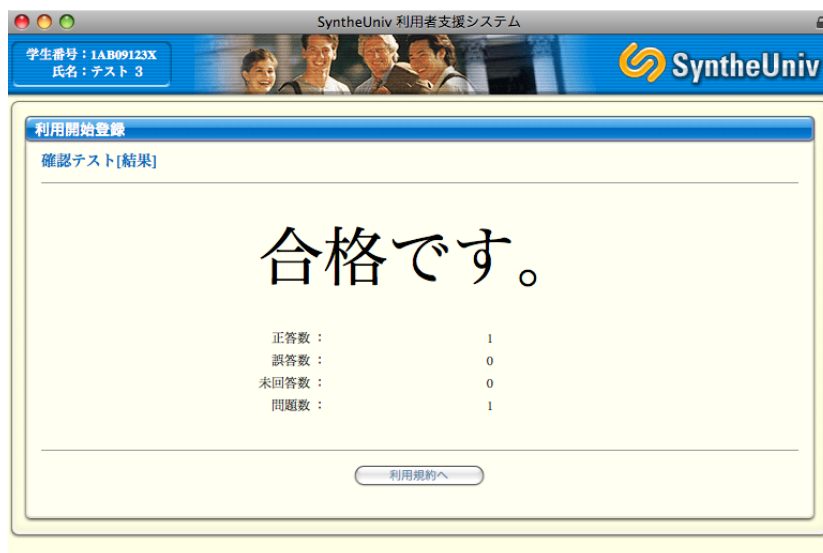 SyntheUniv 利用者支援システム
学生番号：1AB09123X
氏名：テスト 3
SyntheUniv
利用開始登録
確認テスト[結果]
合格です。
正答数： 1
誤答数： 0
未回答数： 0
問題数： 1
利用規約へ